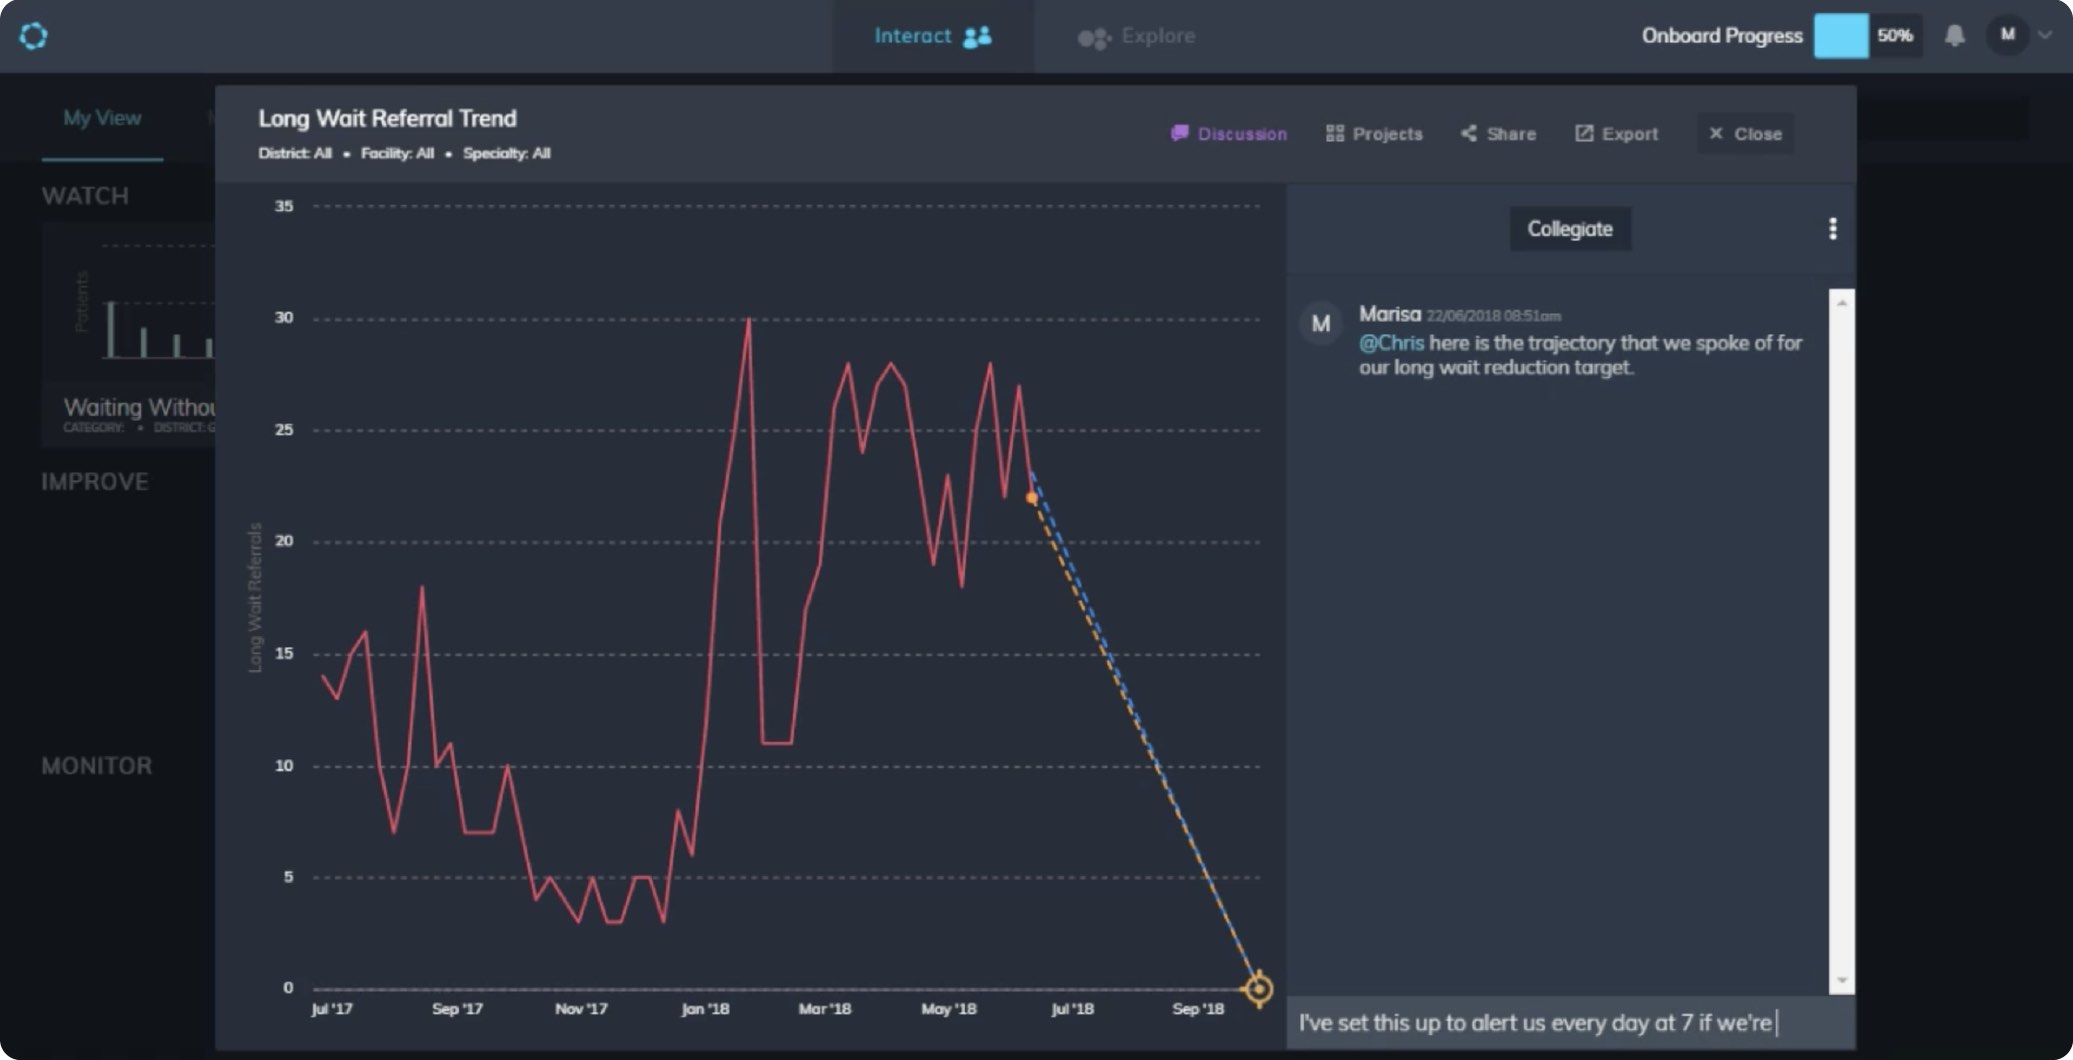 Interact
Explore
Onboard Progress
50%
M
My View
WATCH
Patients
Waiting Withou
CATEGORY: • DISTRICT: G
IMPROVE
MONITOR
Long Wait Referral Trend
District: All • Facility: All • Specialty: All
Discussion
Projects
Share
Export
× Close
Long Wait Referrals
35
30
25
20
15
10
5
0
Jul '17
Sep '17
Nov '17
Jan '18
Mar '18
May '18
Jul '18
Sep '18
Collegiate
M
Marisa 22/06/2018 08:51am
@Chris here is the trajectory that we spoke of for
our long wait reduction target.
I've set this up to alert us every day at 7 if we're